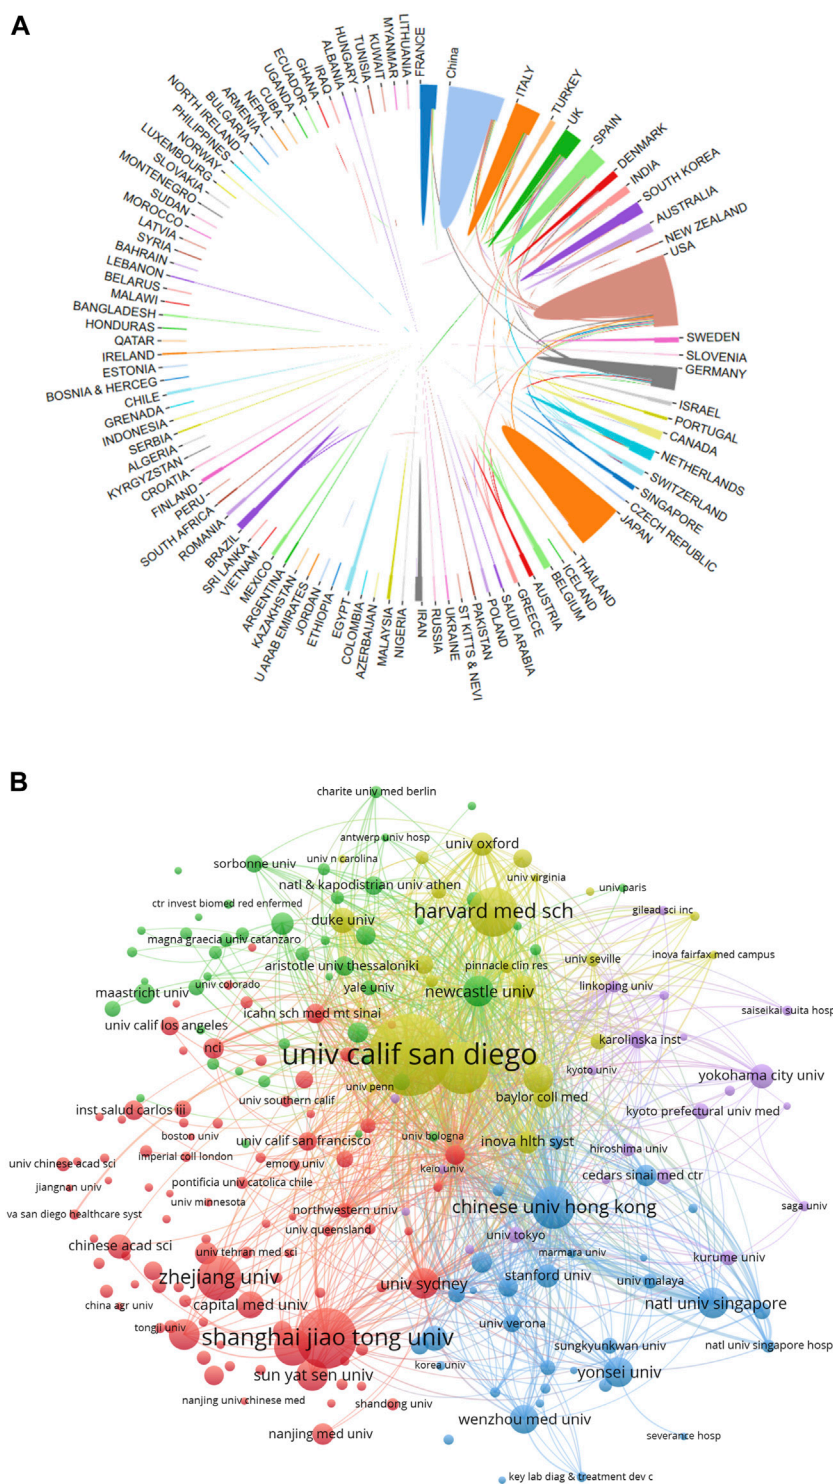 A
LITHUANIA
MYANMAR
KUWAIT
TUNISIA
HUNGARY
ALBANIA
IRAQ
GHANA
ECUADOR
UGANDA
CUBA
NEPAL
ARMENIA
BULGARIA
NORTH IRELAND
PHILIPPINES
NORWAY
LUXEMBOURG
SLOVAKIA
MONTENEGRO
SUDAN
MOROCCO
LATVIA
SYRIA
BAHRAIN
LEBANON
BELARUS
MALAWI
BANGLADESH
HONDURAS
QATAR
IRELAND
ESTONIA
BOSNIA & HERCEG
CHILE
GRENADA
INDONESIA
SERBIA
ALGERIA
KYRGYZSTAN
CROATIA
FINLAND
PERU
SOUTH AFRICA
ROMANIA
BRAZIL
SRI LANKA
VIETNAM
MEXICO
ARGENTINA
KAZAKHSTAN
U ARAB EMIRATES
JORDAN
ETHIOPIA
EGYPT
COLOMBIA
AZERBAIJAN
MALAYSIA
NIGERIA
IRAN
RUSSIA
UKRAINE
ST KITTS & NEVI
PAKISTAN
POLAND
SAUDI ARABIA
GREECE
AUSTRIA
BELGIUM
ICELAND
THAILAND
JAPAN
CZECH REPUBLIC
SINGAPORE
SWITZERLAND
NETHERLANDS
CANADA
PORTUGAL
ISRAEL
GERMANY
SLOVENIA
SWEDEN
USA
NEW ZEALAND
AUSTRALIA
SOUTH KOREA
INDIA
DENMARK
SPAIN
UK
TURKEY
ITALY
China
FRANCE
B
charite univ med berlin
antwerp univ hosp
univ oxford
univ n carolina
sorbonne univ
univ virginia
natl & kapodistrian univ athen
univ paris
ctr invest biomed red enfermed
harvard med sch
gilead sci inc
duke univ
magna graecia univ catanzaro
inova fairfax med campus
aristotle univ thessaloniki
pinnacle clin res
univ seville
univ colorado
yale univ
newcastle univ
linkoping univ
maastricht univ
icahn sch med mt sinai
saiseikai suita hosp
univ calif los angeles
karolinska inst
nci
univ calif san diego
kyoto univ
yokohama city univ
univ penn
baylor coll med
univ southern calif
inst salud carlos iii
kyoto prefectural univ med
boston univ
univ calif san francisco
univ bologna
inova hlth syst
hiroshima univ
imperial coll london
emory univ
univ chinese acad sci
keio univ
cedars sinai med ctr
pontificia univ catolica chile
jiangnan univ
univ minnesota
northwestern univ
chinese univ hong kong
saga univ
va san diego healthcare syst
univ queensland
univ tokyo
chinese acad sci
univ tehran med sci
marmara univ
kurume univ
zhejiang univ
univ sydney
stanford univ
univ malaya
china agr univ
capital med univ
natl univ singapore
tongji univ
shanghai jiao tong univ
univ verona
sungkyunkwan univ
natl univ singapore hosp
korea univ
sun yat sen univ
yonsei univ
nanjing univ chinese med
shandong univ
wenzhou med univ
nanjing med univ
severance hosp
key lab diag & treatment dev c